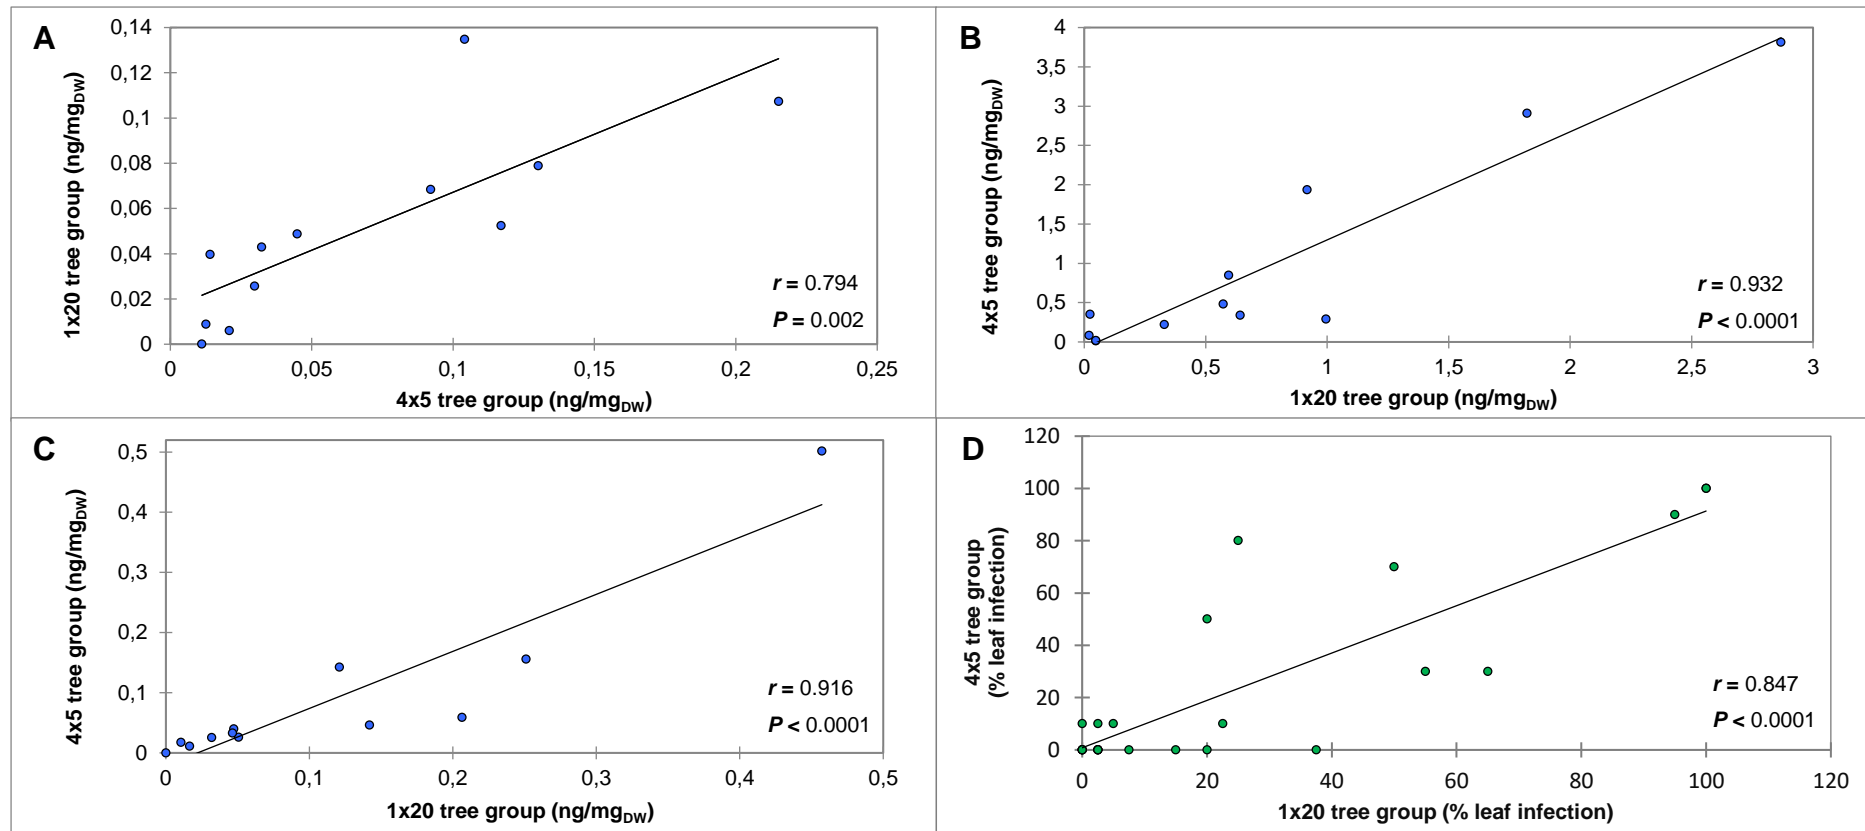 A
1x20 tree group (ng/mgDW)
0,14
0,12
0,1
0,08
0,06
0,04
0,02
0
0 0,05 0,1 0,15 0,2 0,25
4x5 tree group (ng/mgDW)
r = 0.794
P = 0.002
B
4x5 tree group (ng/mgDW)
4
3,5
3
2,5
2
1,5
1
0,5
0
0 0,5 1 1,5 2 2,5 3
1x20 tree group (ng/mgDW)
r = 0.932
P < 0.0001
C
4x5 tree group (ng/mgDW)
0,5
0,4
0,3
0,2
0,1
0
0 0,1 0,2 0,3 0,4 0,5
1x20 tree group (ng/mgDW)
r = 0.916
P < 0.0001
D
4x5 tree group
(% leaf infection)
120
100
80
60
40
20
0
0 20 40 60 80 100 120
1x20 tree group (% leaf infection)
r = 0.847
P < 0.0001